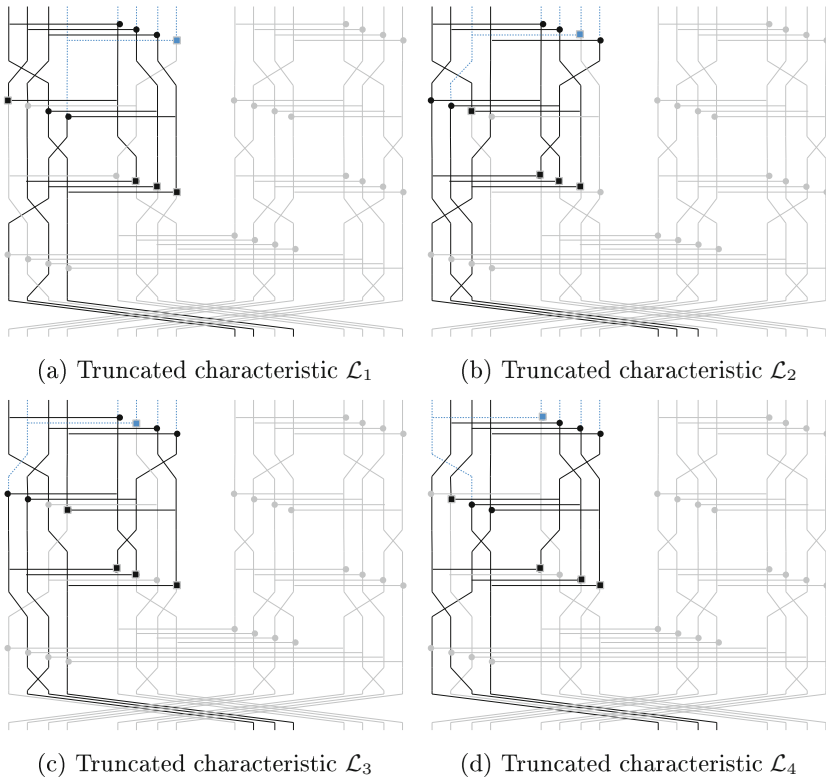 (a) Truncated characteristic ℒ₁
(b) Truncated characteristic ℒ₂
(c) Truncated characteristic ℒ₃
(d) Truncated characteristic ℒ₄